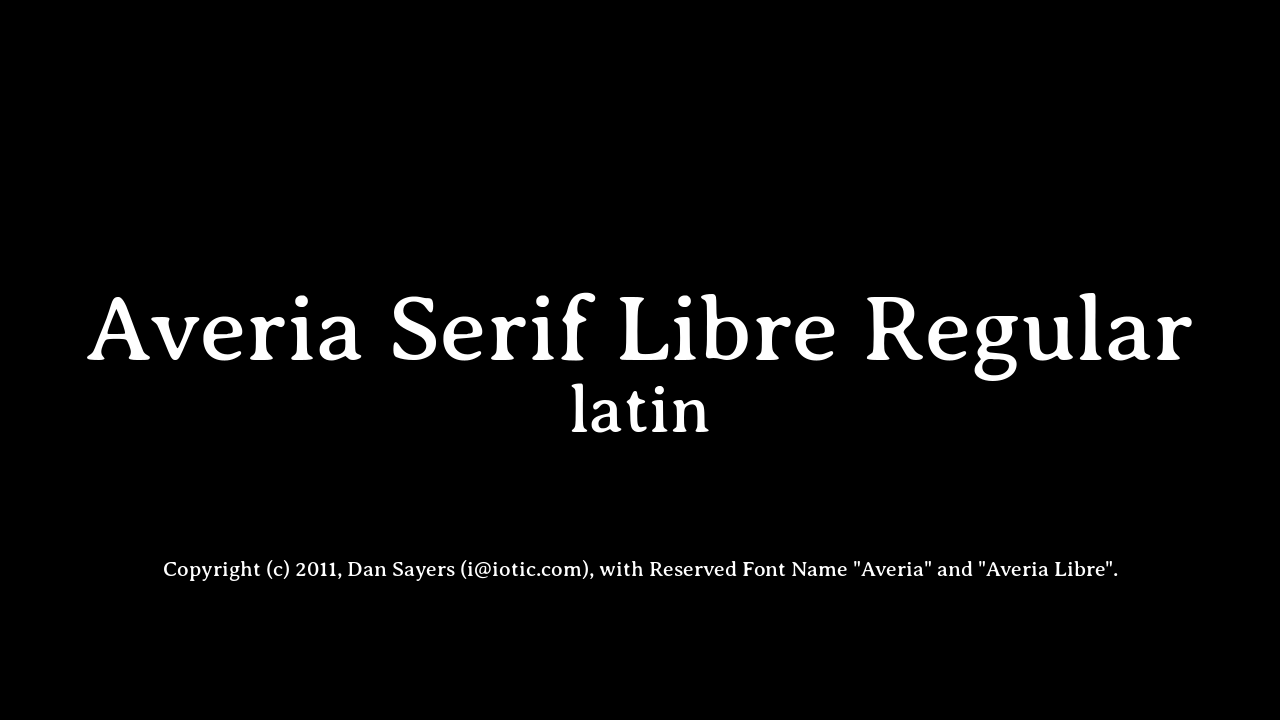 Averia Serif Libre Regular
latin
Copyright (c) 2011, Dan Sayers (i@iotic.com), with Reserved Font Name "Averia" and "Averia Libre".